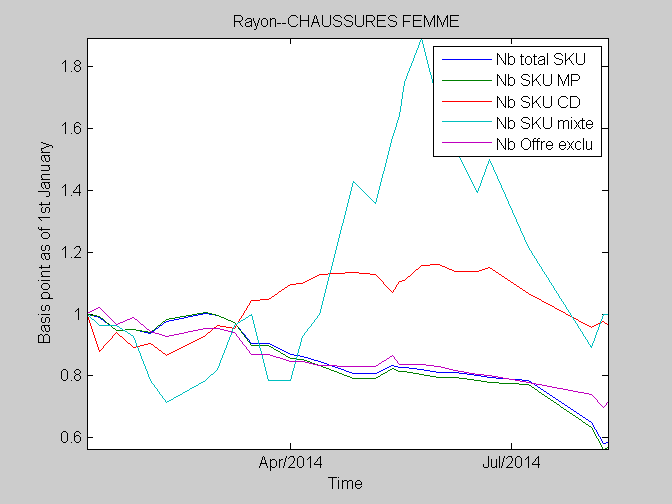 Rayon--CHAUSSURES FEMME
Nb total SKU
Nb SKU MP
Nb SKU CD
Nb SKU mixte
Nb Offre exclu
Basis point as of 1st January
1.8
1.6
1.4
1.2
1
0.8
0.6
Apr/2014
Jul/2014
Time